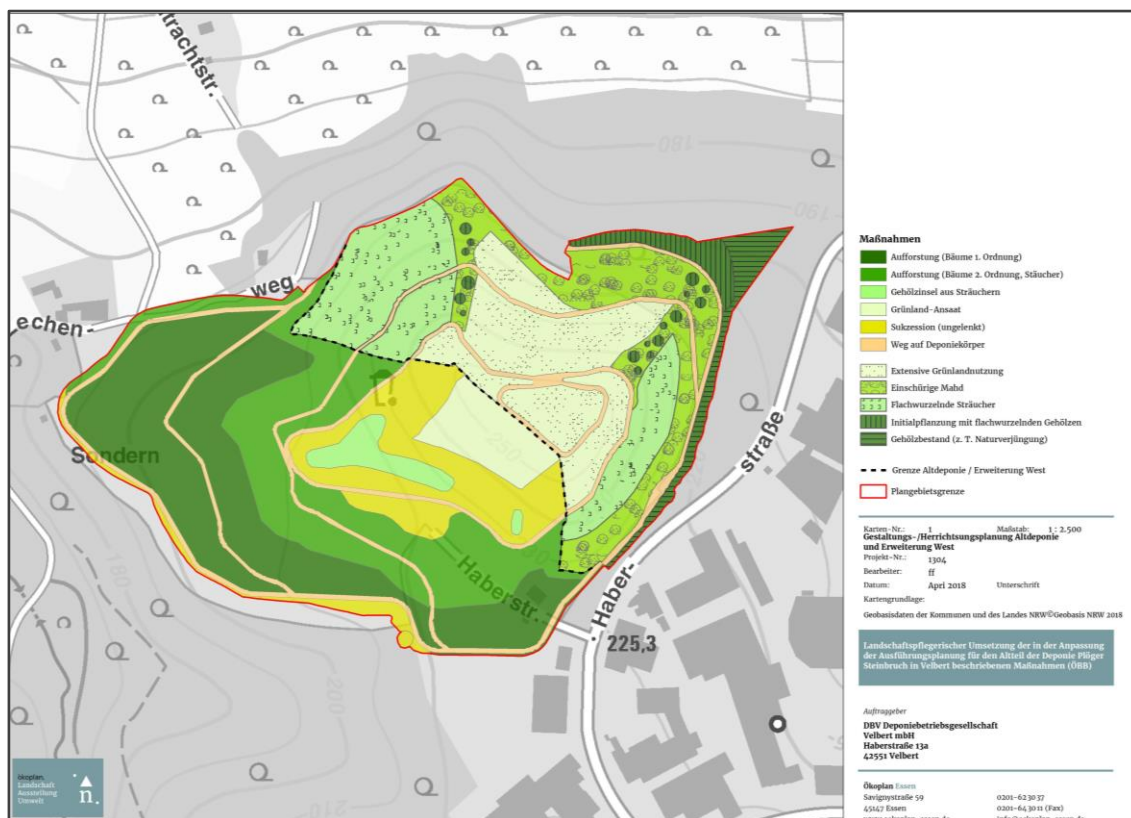 trachtstr.
180
190
weg
echen-
straße
Sondern
180
Haberstr.
Haber-
225,3
200
210
ökoplan.
Landschaft
Ausstellung
Umwelt
n.
Maßnahmen
Aufforstung (Bäume 1. Ordnung)
Aufforstung (Bäume 2. Ordnung, Stäucher)
Gehölzinsel aus Sträuchern
Grünland-Ansaat
Sukzession (ungelenkt)
Weg auf Deponiekörper
Extensive Grünlandnutzung
Einschürige Mahd
Flachwurzelnde Sträucher
Initialpflanzung mit flachwurzelnden Gehölzen
Gehölzbestand (z. T. Naturverjüngung)
Grenze Altdeponie / Erweiterung West
Plangebietsgrenze
Karten-Nr.: 1 Maßstab: 1 : 2.500
Gestaltungs-/Herrichtsungsplanung Altdeponie
und Erweiterung West
Projekt-Nr.: 1304
Bearbeiter: ff
Datum: April 2018 Unterschrift
Kartengrundlage:
Geobasisdaten der Kommunen und des Landes NRW©Geobasis NRW 2018
Landschaftspflegerischer Umsetzung der in der Anpassung
der Ausführungsplanung für den Altteil der Deponie Plöger
Steinbruch in Velbert beschriebenen Maßnahmen (ÖBB)
Auftraggeber
DBV Deponiebetriebsgesellschaft
Velbert mbH
Haberstraße 13a
42551 Velbert
Ökoplan Essen
Savignystraße 59 0201-623037
45147 Essen 0201-643011 (Fax)